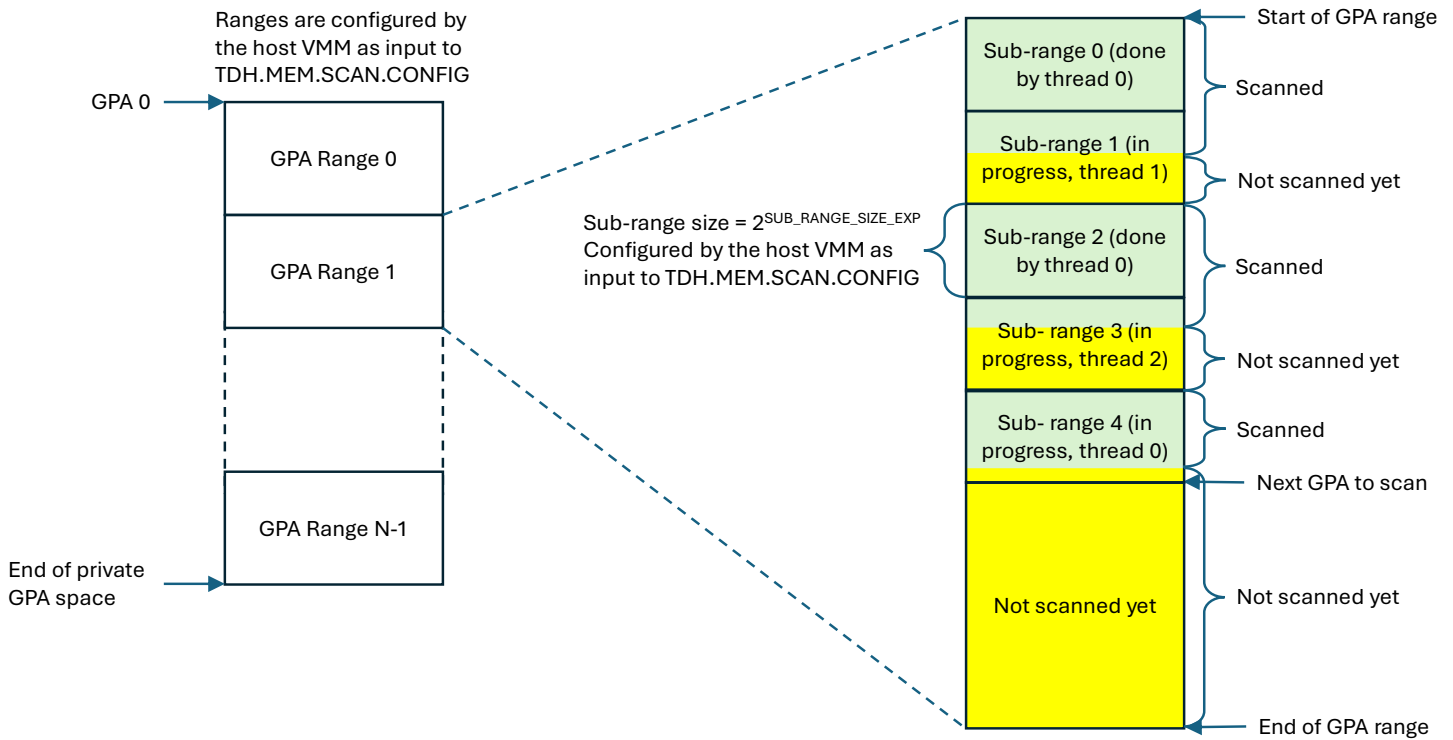 Ranges are configured by
the host VMM as input to
TDH.MEM.SCAN.CONFIG
GPA 0
GPA Range 0
GPA Range 1
GPA Range N-1
End of private
GPA space
Sub-range size = 2^SUB_RANGE_SIZE_EXP
Configured by the host VMM as
input to TDH.MEM.SCAN.CONFIG
Sub-range 0 (done
by thread 0)
Sub-range 1 (in
progress, thread 1)
Sub-range 2 (done
by thread 0)
Sub- range 3 (in
progress, thread 2)
Sub- range 4 (in
progress, thread 0)
Not scanned yet
Start of GPA range
Scanned
Not scanned yet
Scanned
Not scanned yet
Scanned
Next GPA to scan
Not scanned yet
End of GPA range